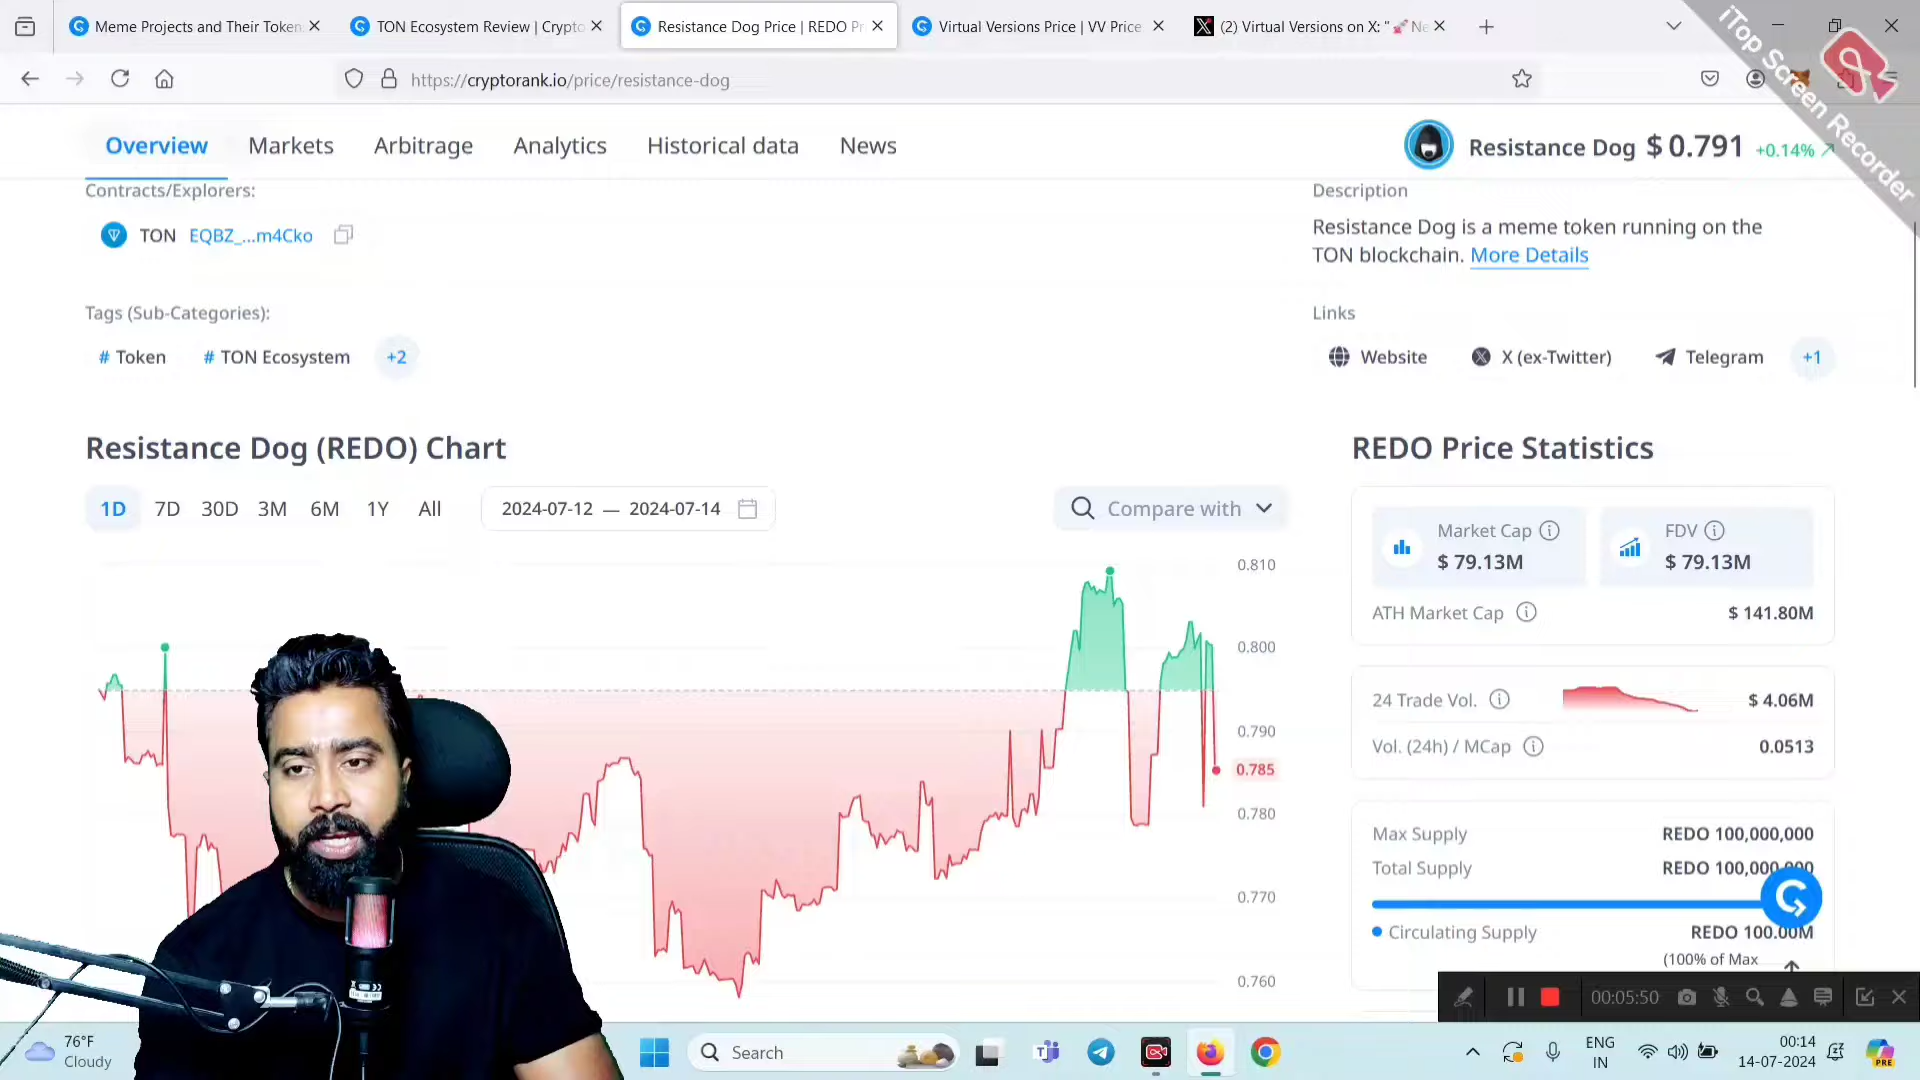 Meme Projects and Their Token
TON Ecosystem Review | Crypto
Resistance Dog Price | REDO Pr
Virtual Versions Price | VV Price
(2) Virtual Versions on X: "🚀 Ne
https://cryptorank.io/price/resistance-dog
iTop Screen Recorder
Overview
Markets
Arbitrage
Analytics
Historical data
News
Resistance Dog $ 0.791 +0.14%
Contracts/Explorers:
TON EQBZ_...m4Cko
Tags (Sub-Categories):
# Token # TON Ecosystem +2
Description
Resistance Dog is a meme token running on the
TON blockchain. More Details
Links
Website X (ex-Twitter) Telegram +1
Resistance Dog (REDO) Chart
1D 7D 30D 3M 6M 1Y All
2024-07-12 — 2024-07-14
Compare with
0.810
0.800
0.790
0.785
0.780
0.770
0.760
REDO Price Statistics
Market Cap
$ 79.13M
FDV
$ 79.13M
ATH Market Cap $ 141.80M
24 Trade Vol. $ 4.06M
Vol. (24h) / MCap 0.0513
Max Supply REDO 100,000,000
Total Supply REDO 100,000,000
Circulating Supply REDO 100.00M
(100% of Max
00:05:50
76°F
Cloudy
Search
ENG
IN
00:14
14-07-2024
PRE